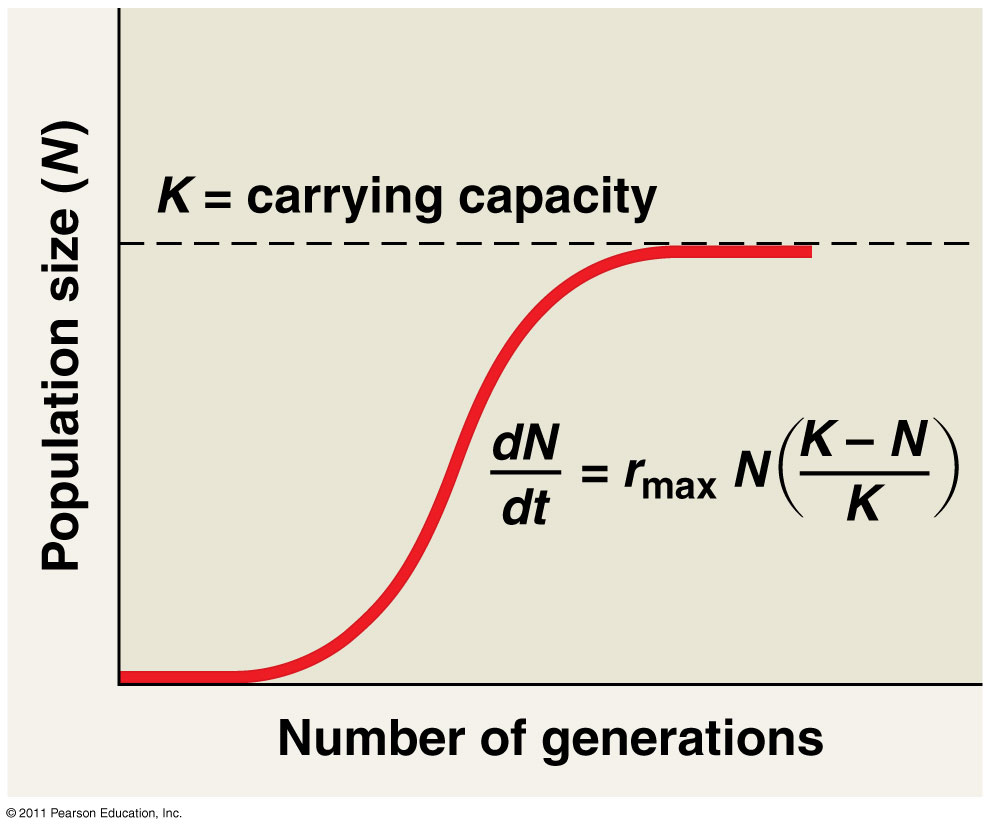 Population size (N)
K = carrying capacity
dN/dt = rmax N(K – N/K)
Number of generations
© 2011 Pearson Education, Inc.